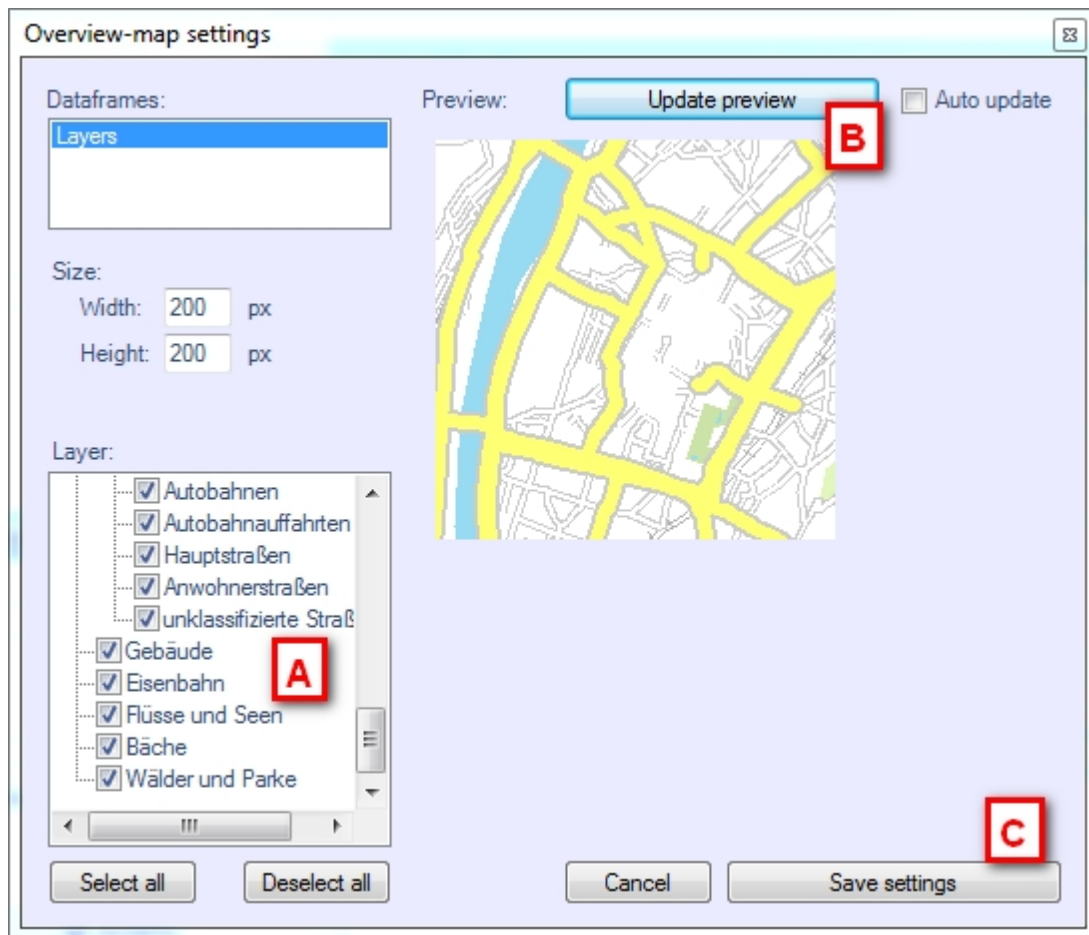 Overview-map settings
Dataframes:
Layers
Preview:
Update preview
Auto update
B
Size:
Width: 200 px
Height: 200 px
Layer:
Autobahnen
Autobahnauffahrten
Hauptstraßen
Anwohnerstraßen
unklassifizierte Straß
Gebäude
Eisenbahn
Flüsse und Seen
Bäche
Wälder und Parke
A
Select all
Deselect all
Cancel
Save settings
C